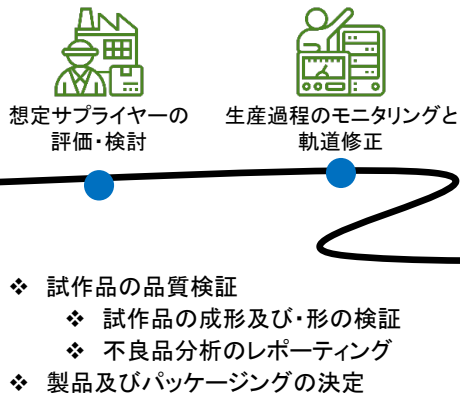 想定サプライヤーの
評価・検討
生産過程のモニタリングと
軌道修正
❖ 試作品の品質検証
❖ 試作品の成形及び・形の検証
❖ 不良品分析のレポーティング
❖ 製品及びパッケージングの決定